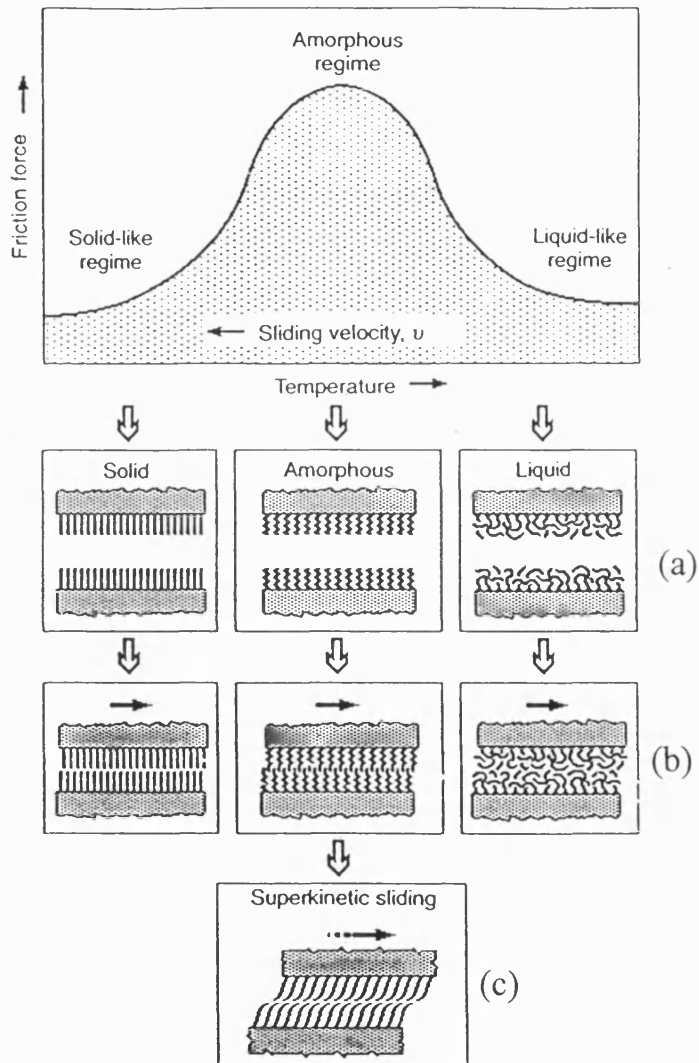 Amorphous
regime
Friction force
Solid-like
regime
Liquid-like
regime
Sliding velocity, υ
Temperature
Solid
Amorphous
Liquid
(a)
(b)
Superkinetic sliding
(c)